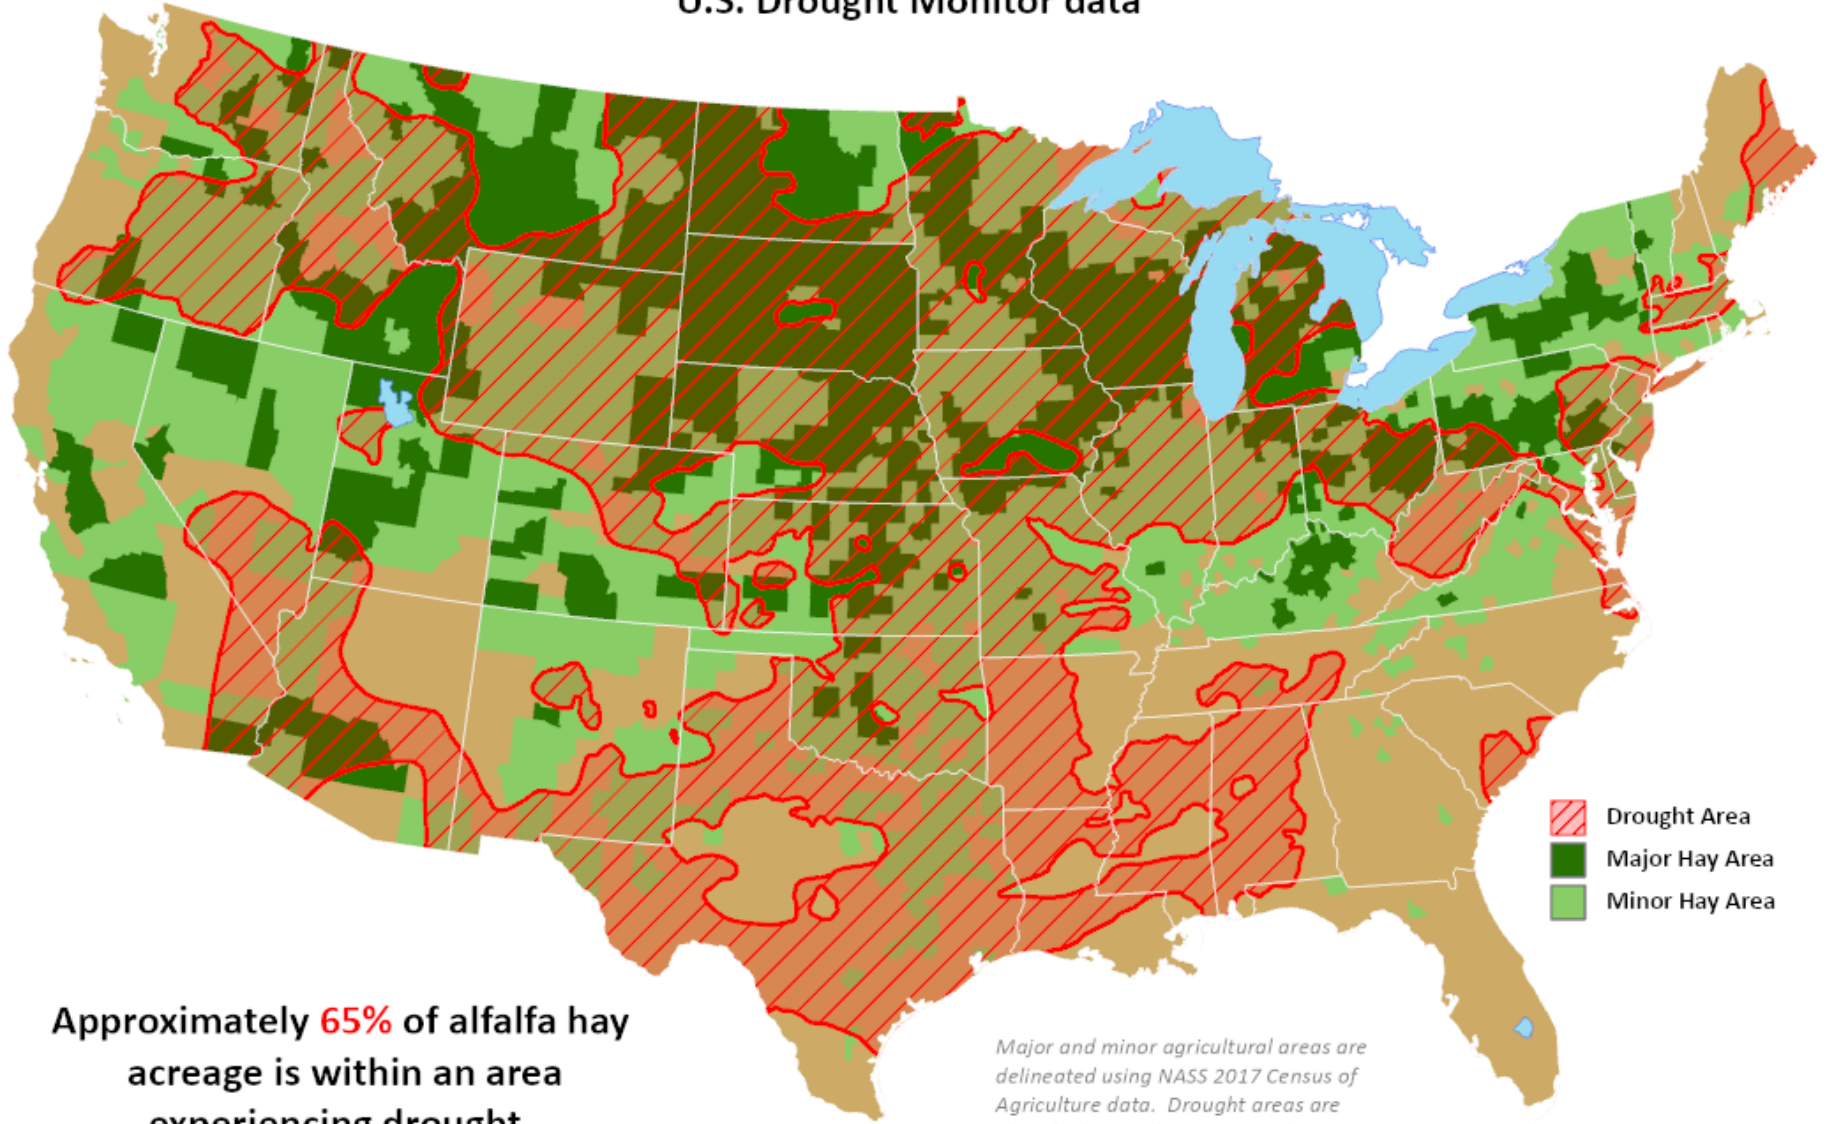 U.S. Drought Monitor data
Drought Area
Major Hay Area
Minor Hay Area
Approximately 65% of alfalfa hay
acreage is within an area
experiencing drought
Major and minor agricultural areas are
delineated using NASS 2017 Census of
Agriculture data. Drought areas are